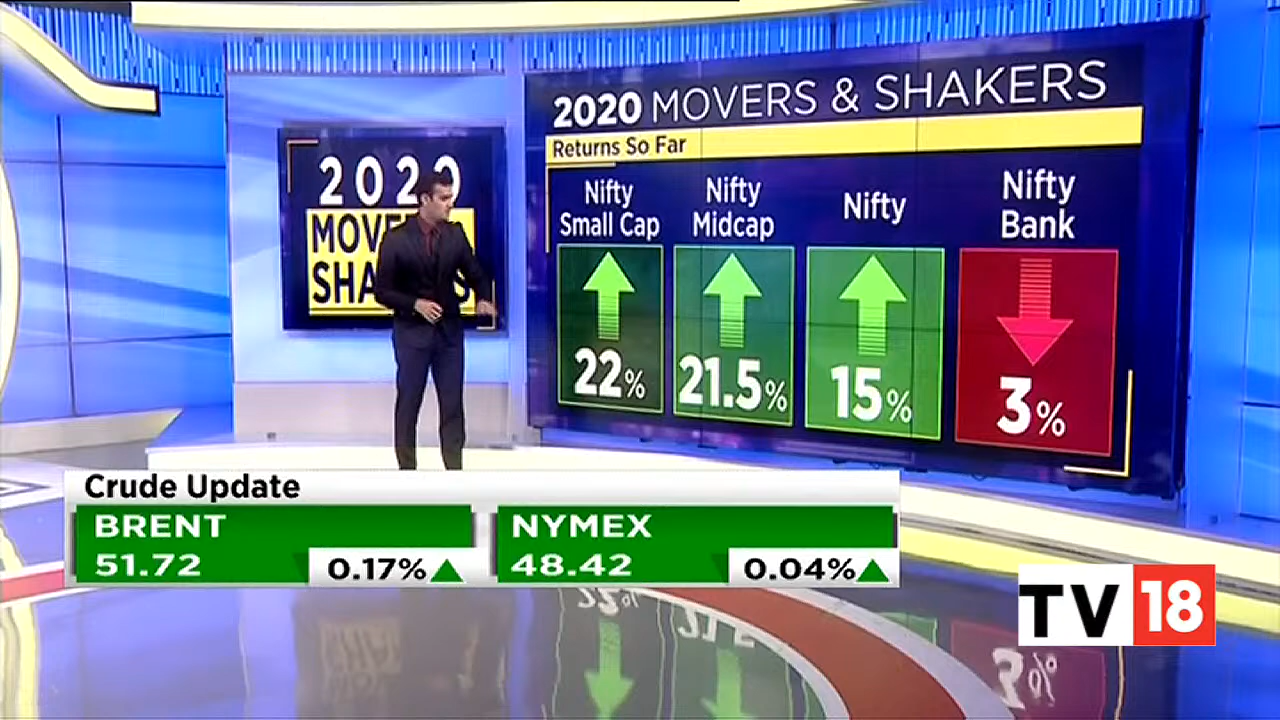 2020 MOVERS & SHAKERS
Returns So Far
Nifty
Small Cap
22%
Nifty
Midcap
21.5%
Nifty
15%
Nifty
Bank
3%
2020
Crude Update
BRENT
51.72
0.17%
NYMEX
48.42
0.04%
TV18